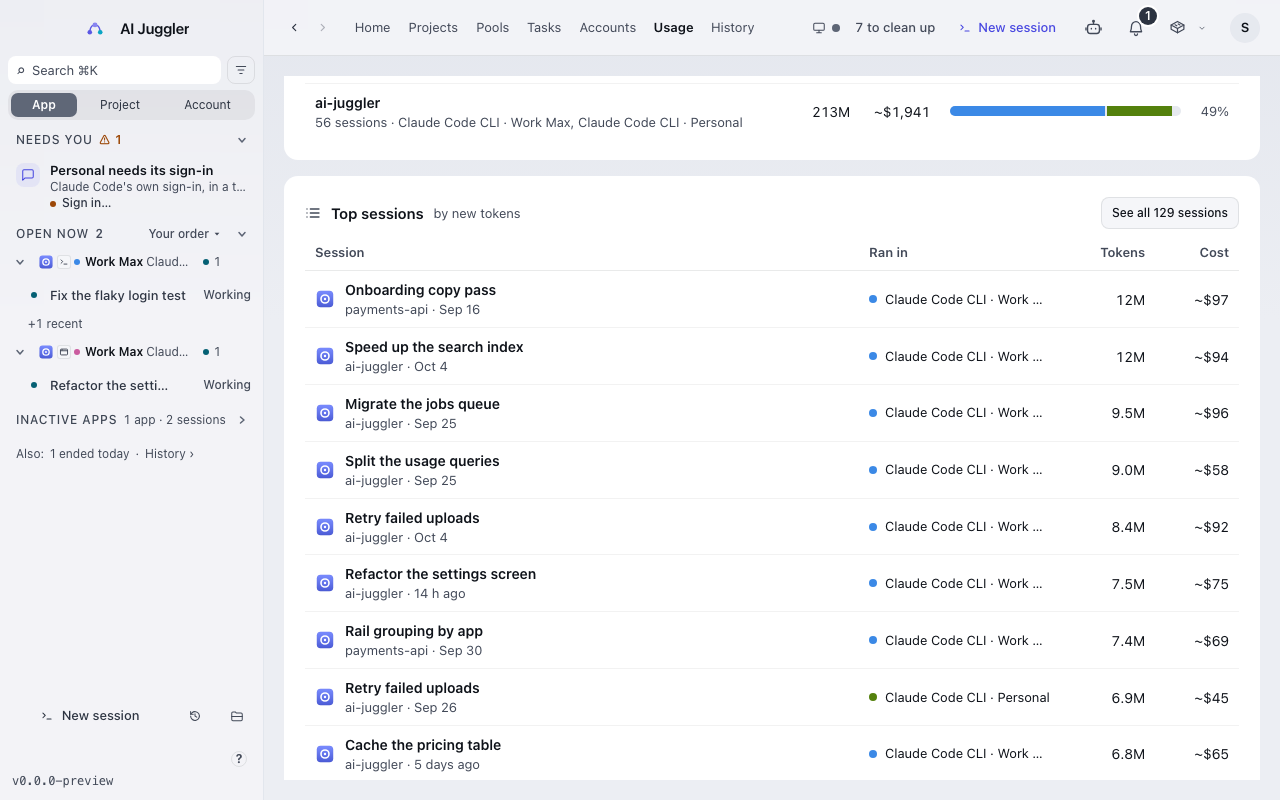 AI Juggler
Search ⌘K
App Project Account
NEEDS YOU 1
Personal needs its sign-in
Claude Code's own sign-in, in a t...
Sign in...
OPEN NOW 2 Your order
Work Max Claud... 1
Fix the flaky login test Working
+1 recent
Work Max Claud... 1
Refactor the setti... Working
INACTIVE APPS 1 app · 2 sessions
Also: 1 ended today · History ›
New session
?
v0.0.0-preview
Home Projects Pools Tasks Accounts Usage History 7 to clean up New session 1 S
ai-juggler
56 sessions · Claude Code CLI · Work Max, Claude Code CLI · Personal
213M ~$1,941 49%
Top sessions by new tokens See all 129 sessions
Session Ran in Tokens Cost
Onboarding copy pass
payments-api · Sep 16
Claude Code CLI · Work ... 12M ~$97
Speed up the search index
ai-juggler · Oct 4
Claude Code CLI · Work ... 12M ~$94
Migrate the jobs queue
ai-juggler · Sep 25
Claude Code CLI · Work ... 9.5M ~$96
Split the usage queries
ai-juggler · Sep 25
Claude Code CLI · Work ... 9.0M ~$58
Retry failed uploads
ai-juggler · Oct 4
Claude Code CLI · Work ... 8.4M ~$92
Refactor the settings screen
ai-juggler · 14 h ago
Claude Code CLI · Work ... 7.5M ~$75
Rail grouping by app
payments-api · Sep 30
Claude Code CLI · Work ... 7.4M ~$69
Retry failed uploads
ai-juggler · Sep 26
Claude Code CLI · Personal 6.9M ~$45
Cache the pricing table
ai-juggler · 5 days ago
Claude Code CLI · Work ... 6.8M ~$65